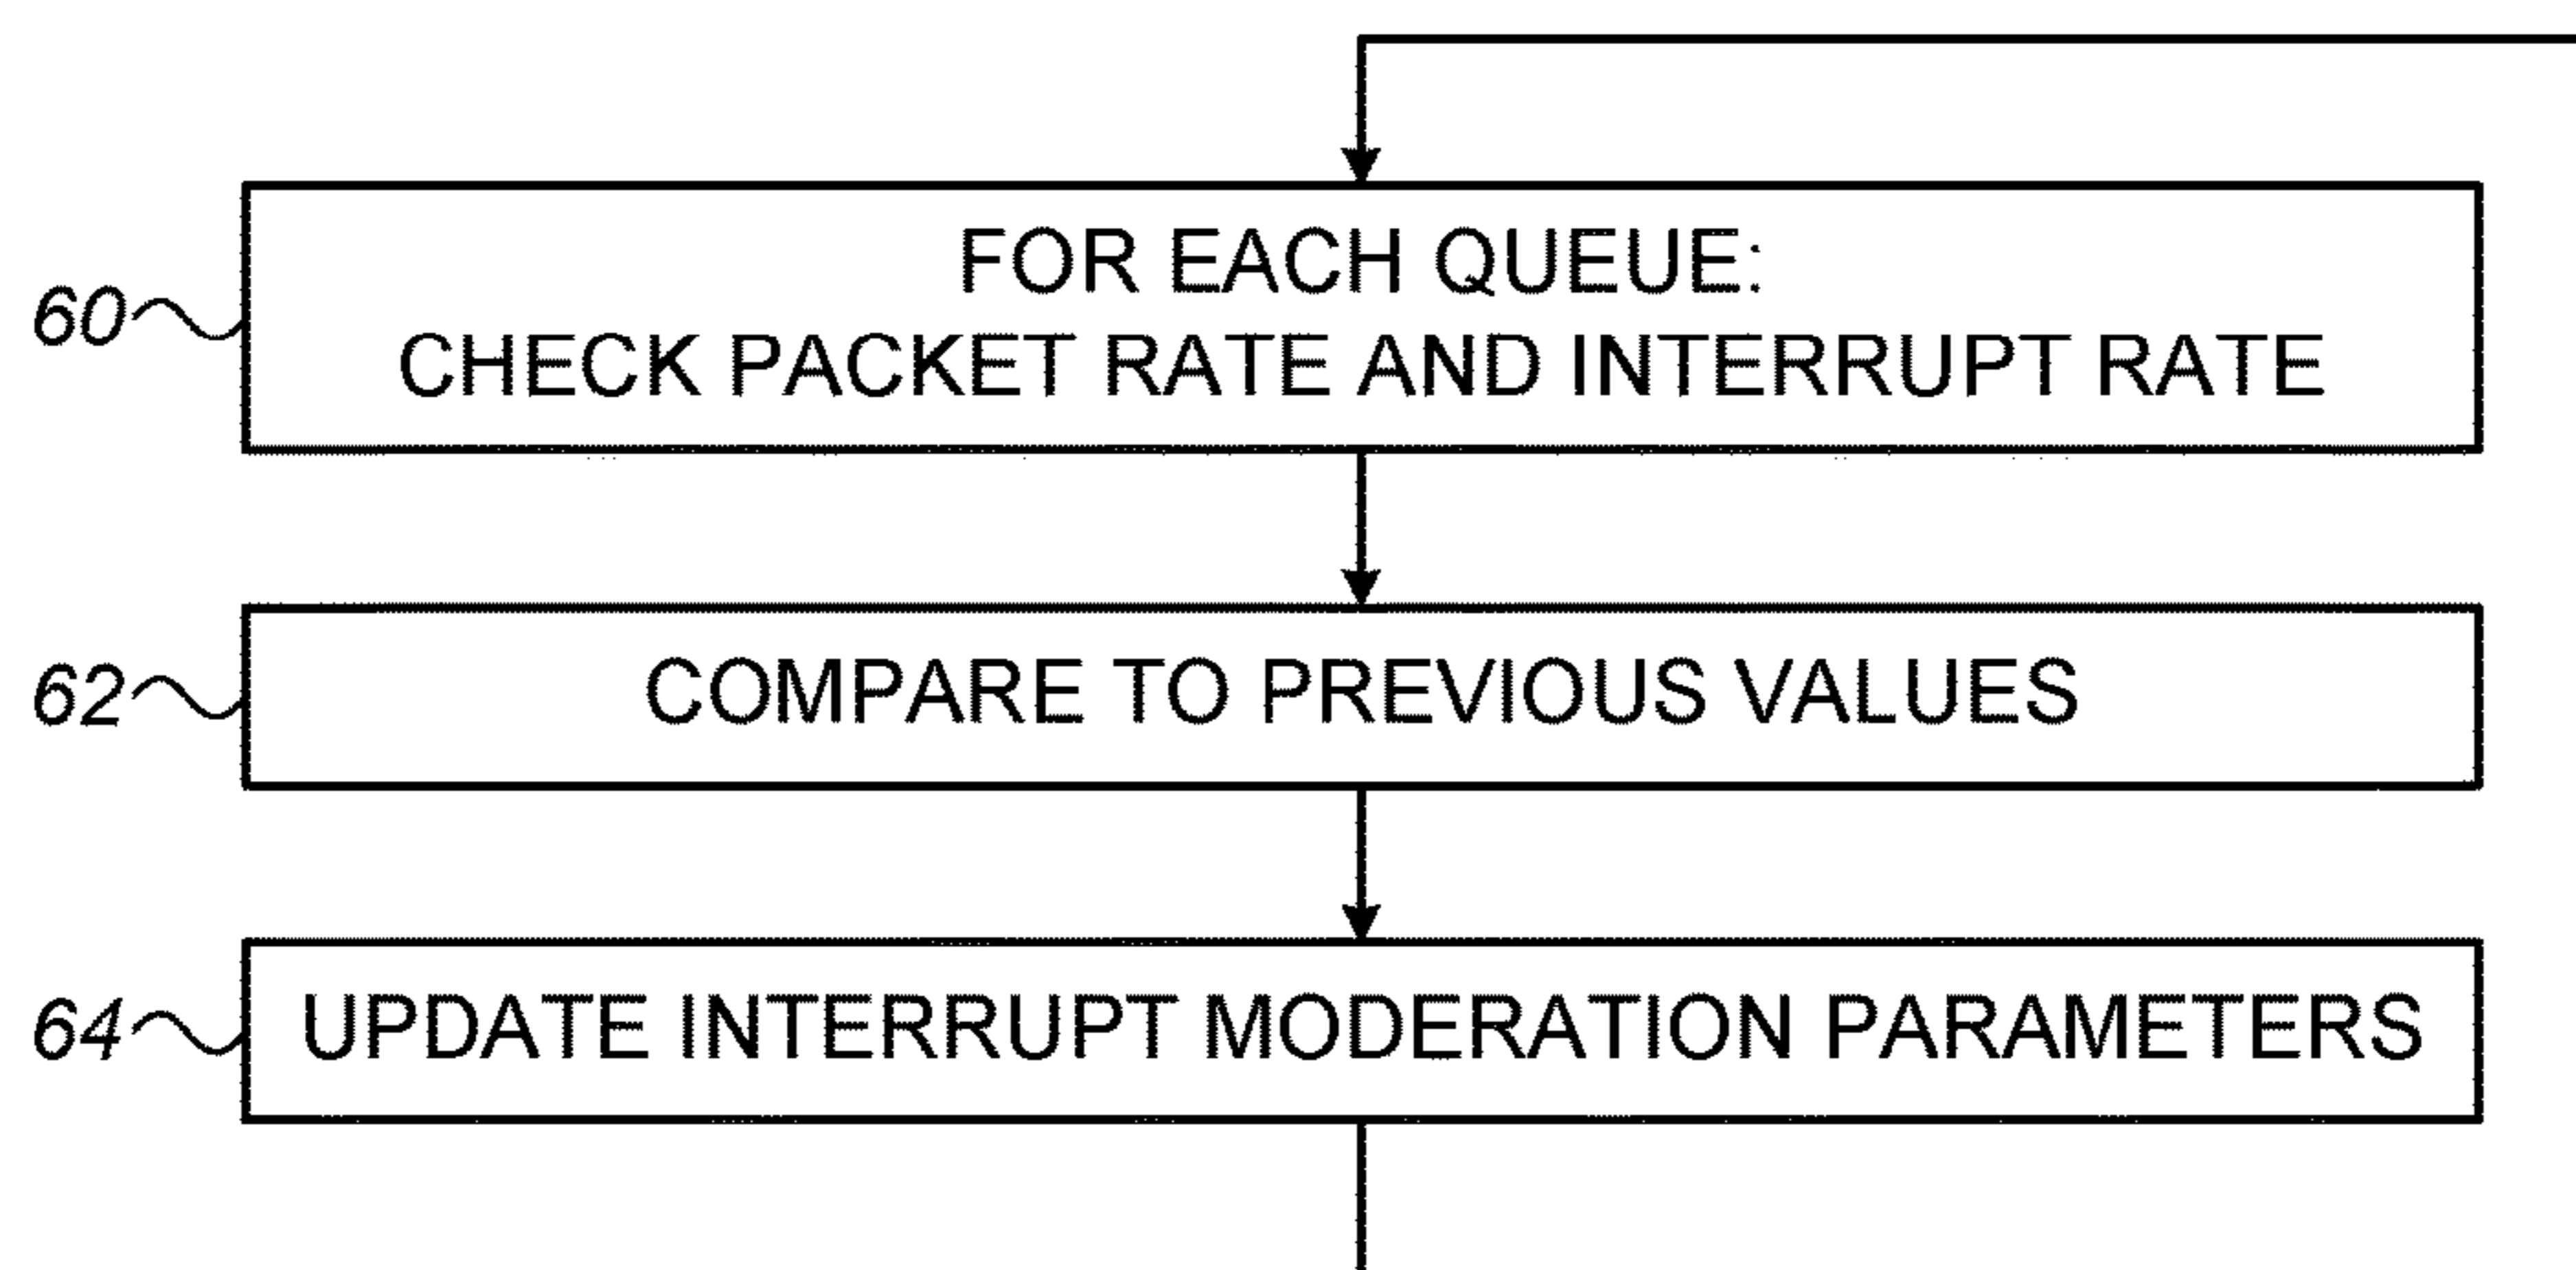 FOR EACH QUEUE:
60
CHECK PACKET RATE AND INTERRUPT RATE
62
COMPARE TO PREVIOUS VALUES
64
UPDATE INTERRUPT MODERATION PARAMETERS